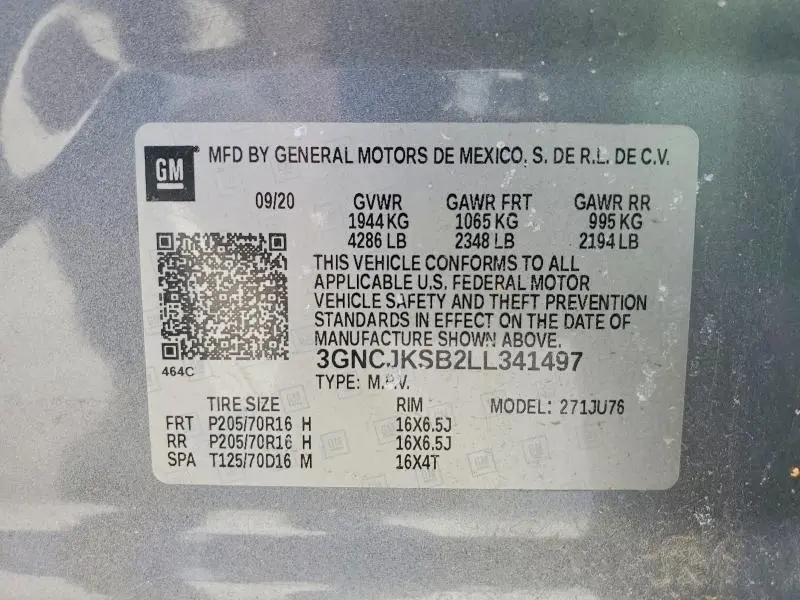 GM MFD BY GENERAL MOTORS DE MEXICO, S. DE R.L. DE C.V.
09/20 GVWR GAWR FRT GAWR RR
1944 KG 1065 KG 995 KG
4286 LB 2348 LB 2194 LB
THIS VEHICLE CONFORMS TO ALL
APPLICABLE U.S. FEDERAL MOTOR
VEHICLE SAFETY AND THEFT PREVENTION
STANDARDS IN EFFECT ON THE DATE OF
MANUFACTURE SHOWN ABOVE.
3GNCJKSB2LL341497
464C
TYPE: M.P.V.
TIRE SIZE RIM MODEL: 271JU76
FRT P205/70R16 H 16X6.5J
RR P205/70R16 H 16X6.5J
SPA T125/70D16 M 16X4T